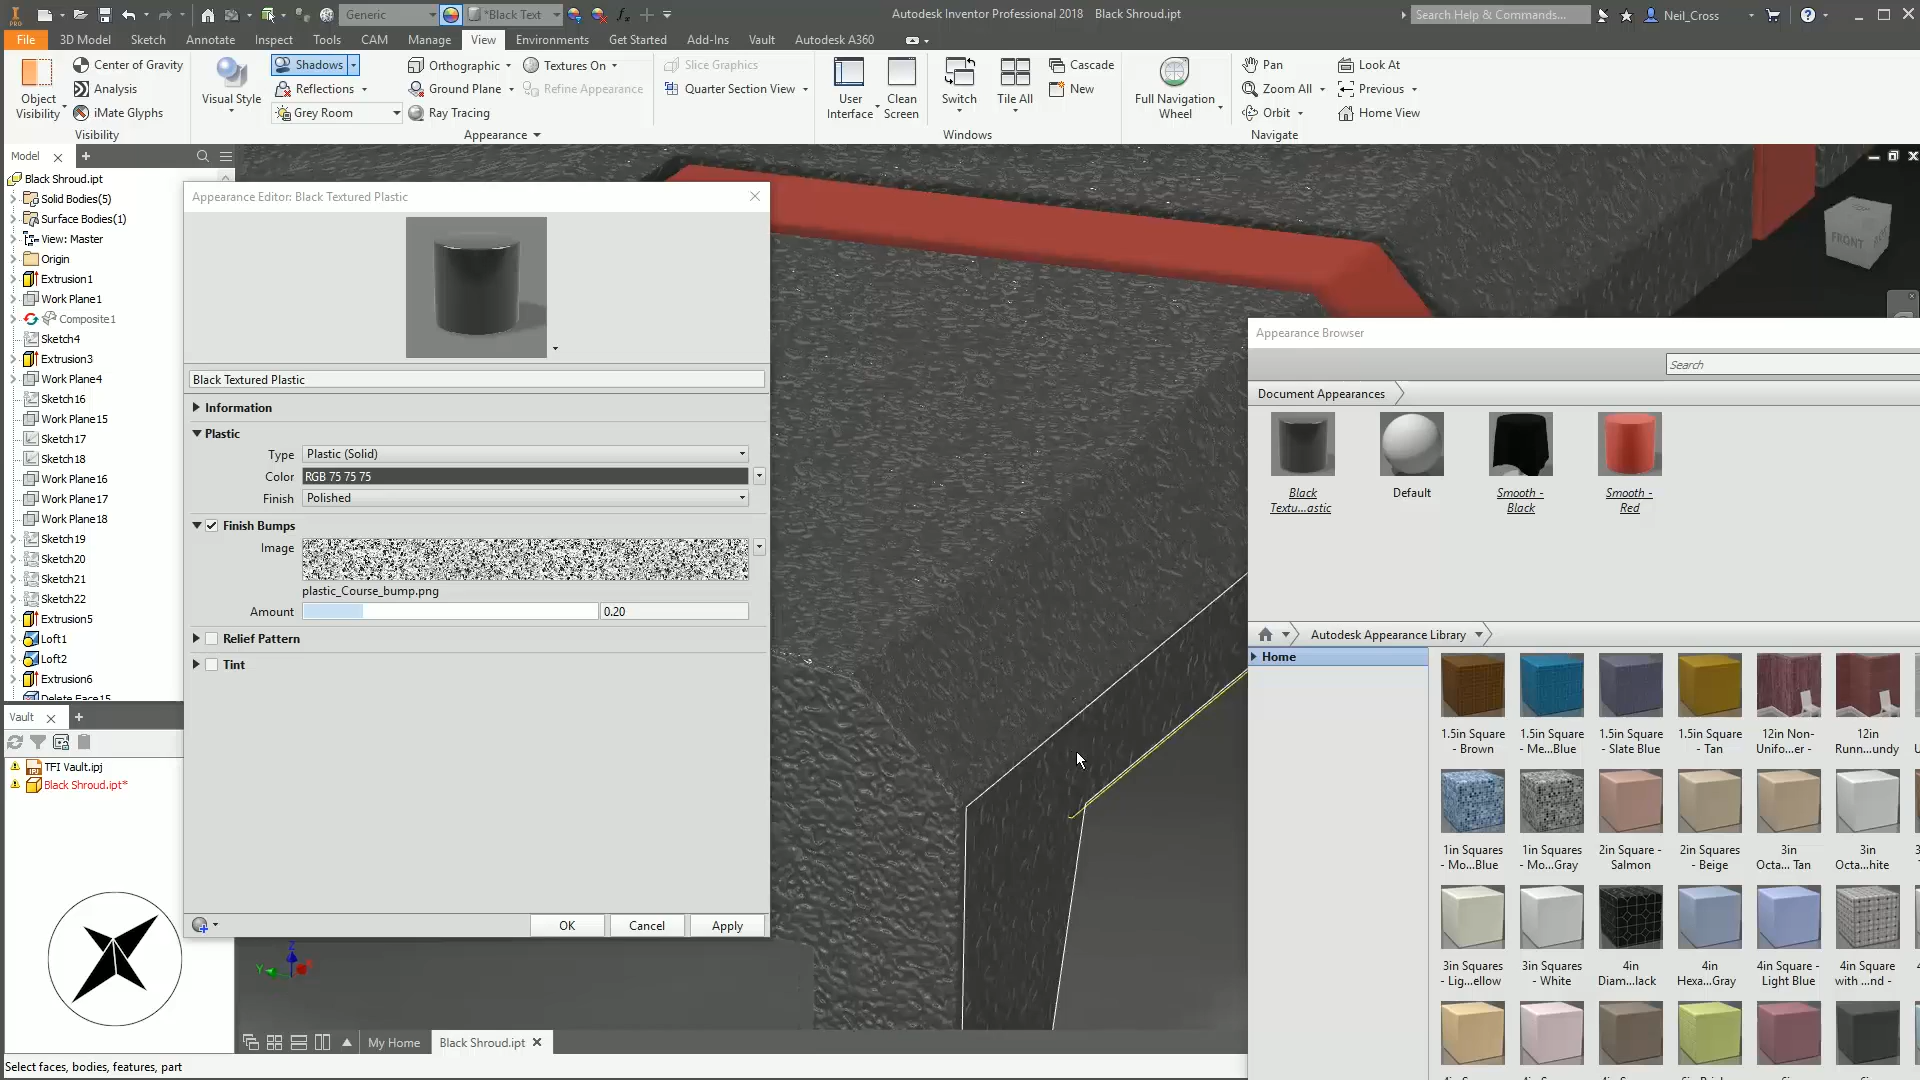 PRO
Generic
*Black Text
Autodesk Inventor Professional 2018 Black Shroud.ipt
Search Help & Commands...
Neil_Cross
File
3D Model
Sketch
Annotate
Inspect
Tools
CAM
Manage
View
Environments
Get Started
Add-Ins
Vault
Autodesk A360
Object
Visibility
Center of Gravity
Analysis
iMate Glyphs
Visibility
Visual Style
Shadows
Reflections
Grey Room
Orthographic
Ground Plane
Ray Tracing
Textures On
Refine Appearance
Appearance
Slice Graphics
Quarter Section View
User
Interface
Clean
Screen
Switch
Tile All
Cascade
New
Windows
Full Navigation
Wheel
Pan
Zoom All
Orbit
Look At
Previous
Home View
Navigate
Model
Black Shroud.ipt
Solid Bodies(5)
Surface Bodies(1)
View: Master
Origin
Extrusion1
Work Plane1
Composite1
Sketch4
Extrusion3
Work Plane4
Sketch16
Work Plane15
Sketch17
Sketch18
Work Plane16
Work Plane17
Work Plane18
Sketch19
Sketch20
Sketch21
Sketch22
Extrusion5
Loft1
Loft2
Extrusion6
Delete Face15
Vault
TFI Vault.ipj
Black Shroud.ipt*
Appearance Editor: Black Textured Plastic
Black Textured Plastic
Information
Plastic
Type Plastic (Solid)
Color RGB 75 75 75
Finish Polished
Finish Bumps
Image
plastic_Course_bump.png
Amount 0.20
Relief Pattern
Tint
OK
Cancel
Apply
FRONT
Appearance Browser
Search
Document Appearances
Black
Textu...astic
Default
Smooth -
Black
Smooth -
Red
Autodesk Appearance Library
Home
1.5in Square
- Brown
1.5in Square
- Me...Blue
1.5in Square
- Slate Blue
1.5in Square
- Tan
12in Non-
Unifo...er -
12in
Runn...undy
1in Squares
- Mo...Blue
1in Squares
- Mo...Gray
2in Square -
Salmon
2in Squares
- Beige
3in
Octa... Tan
3in
Octa...hite
3in Squares
- Lig...ellow
3in Squares
- White
4in
Diam...lack
4in
Hexa...Gray
4in Square -
Light Blue
4in Square
with ...nd -
Z
Y
My Home
Black Shroud.ipt
Select faces, bodies, features, part